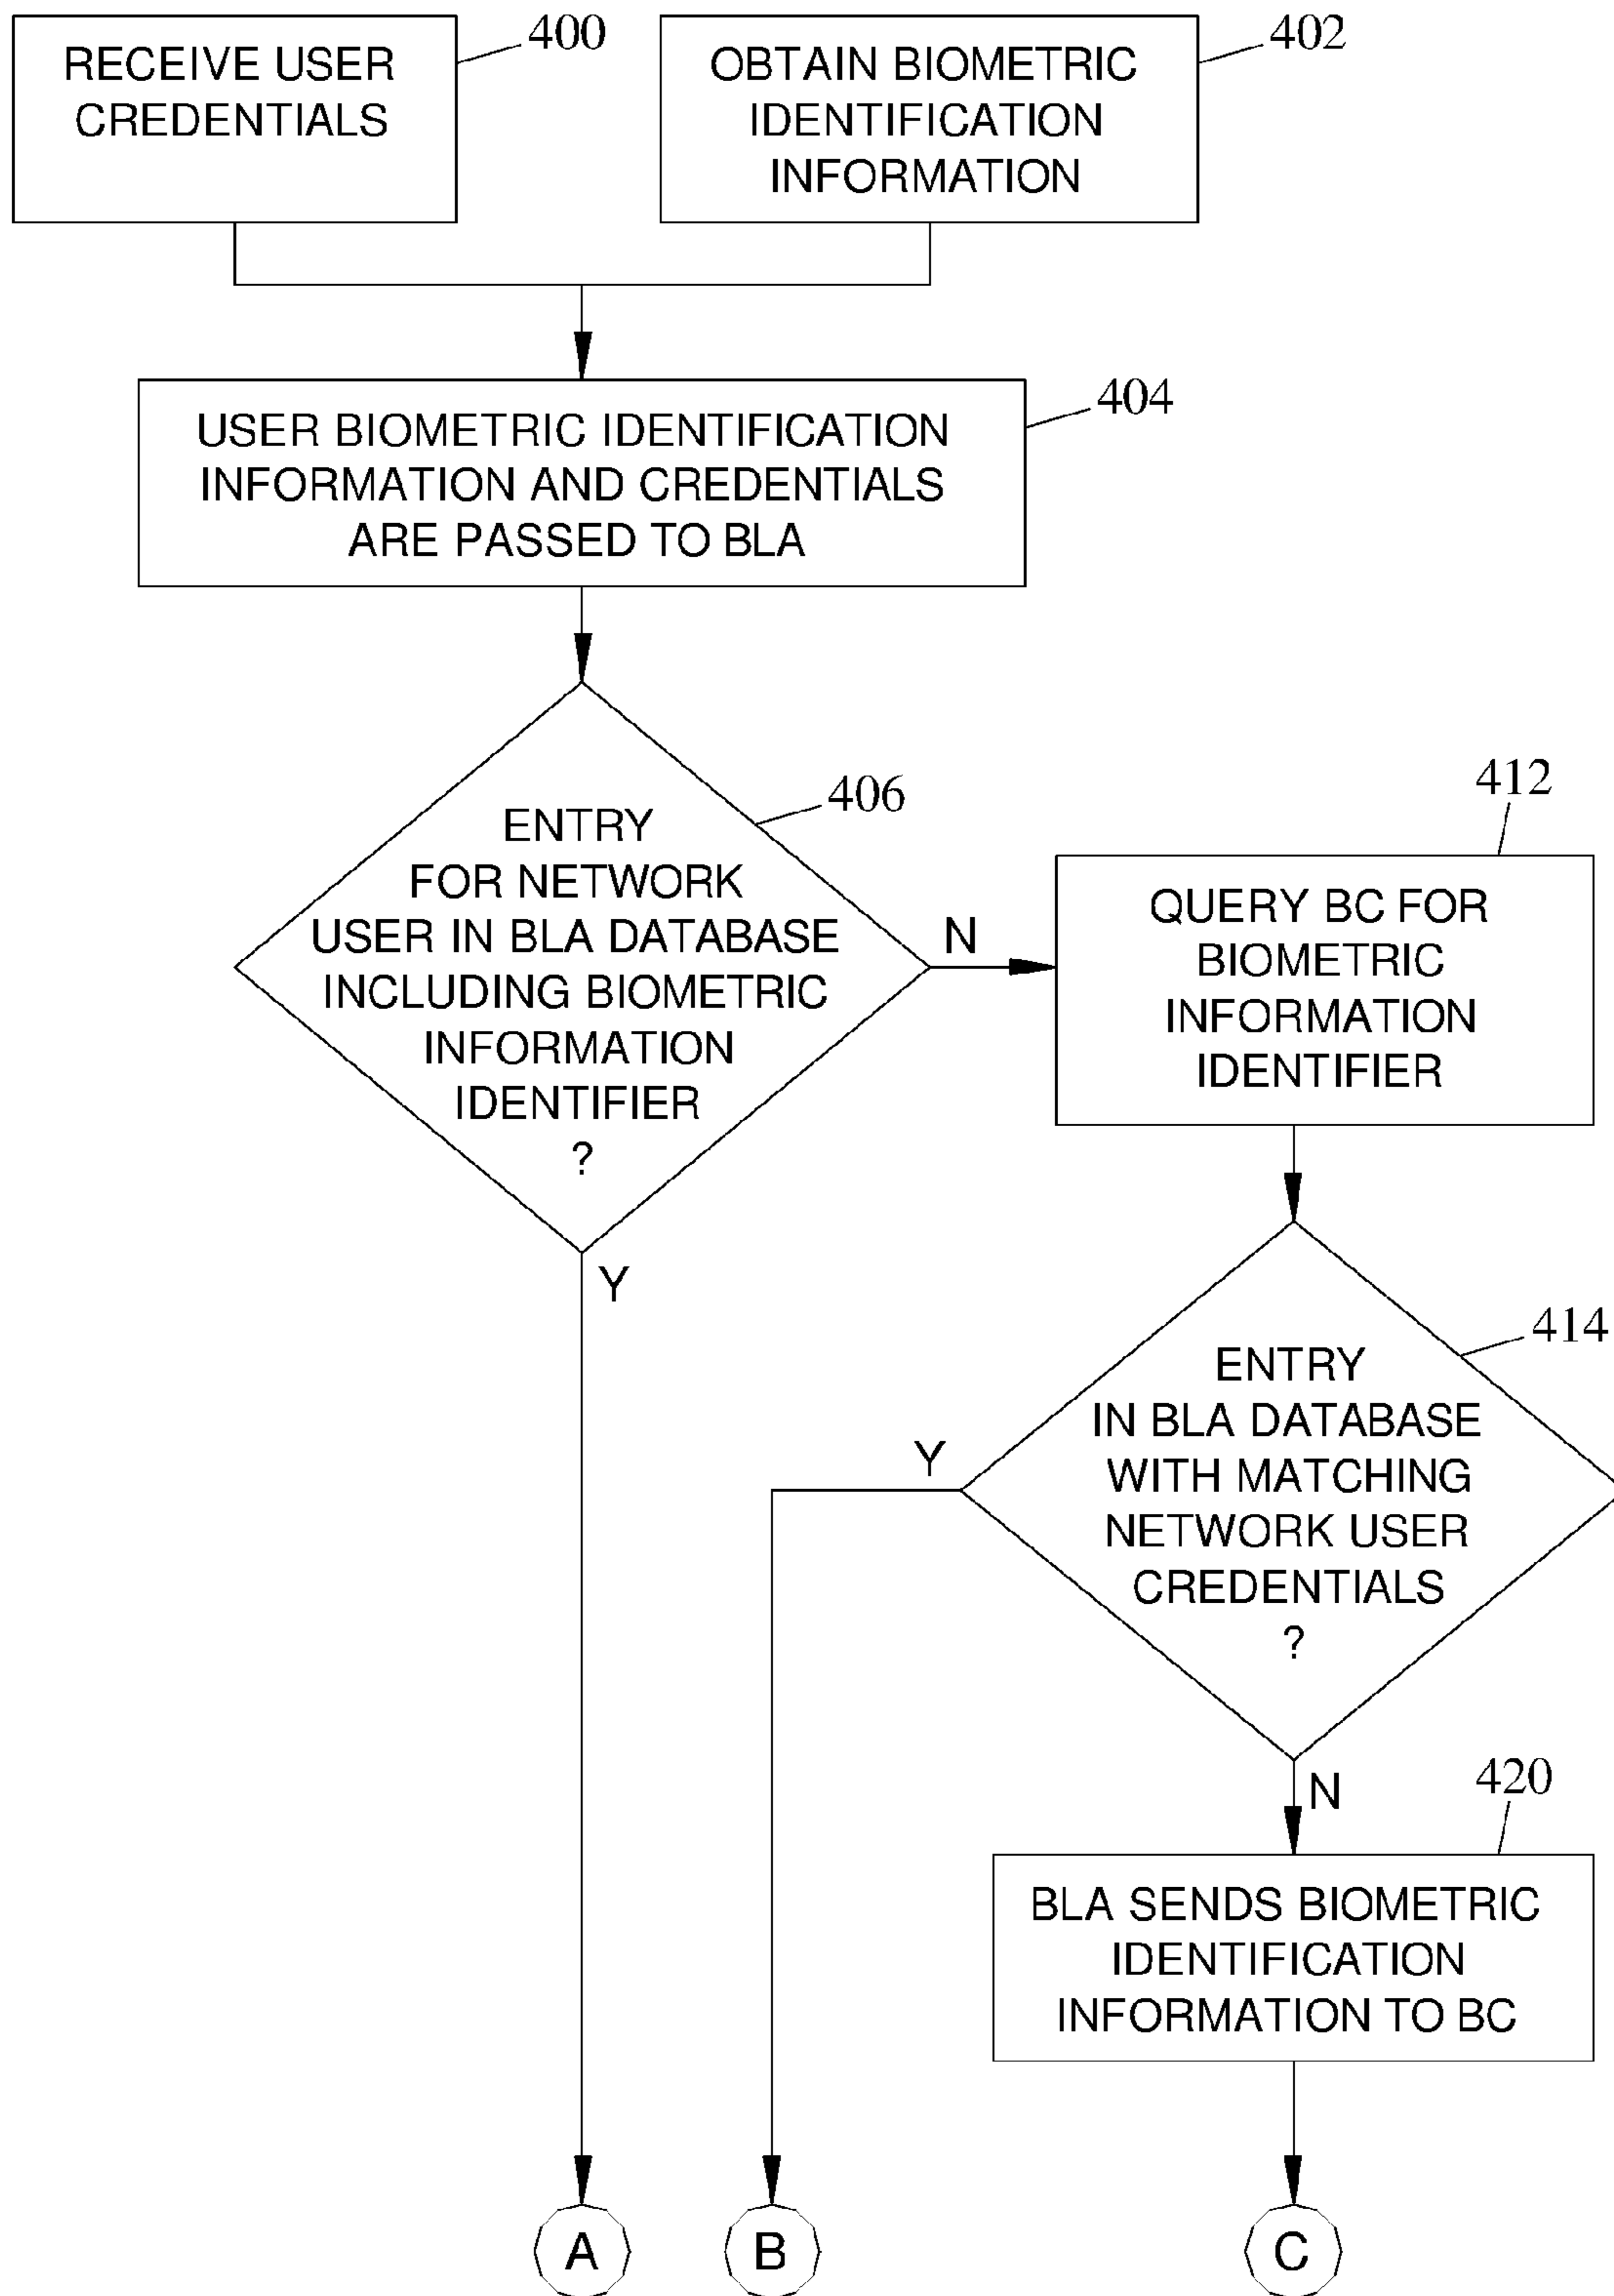 RECEIVE USER
CREDENTIALS
400
OBTAIN BIOMETRIC
IDENTIFICATION
INFORMATION
402
USER BIOMETRIC IDENTIFICATION
INFORMATION AND CREDENTIALS
ARE PASSED TO BLA
404
ENTRY
FOR NETWORK
USER IN BLA DATABASE
INCLUDING BIOMETRIC
INFORMATION
IDENTIFIER
?
406
N
Y
412
QUERY BC FOR
BIOMETRIC
INFORMATION
IDENTIFIER
414
ENTRY
IN BLA DATABASE
WITH MATCHING
NETWORK USER
CREDENTIALS
?
Y
N
420
BLA SENDS BIOMETRIC
IDENTIFICATION
INFORMATION TO BC
A
B
C